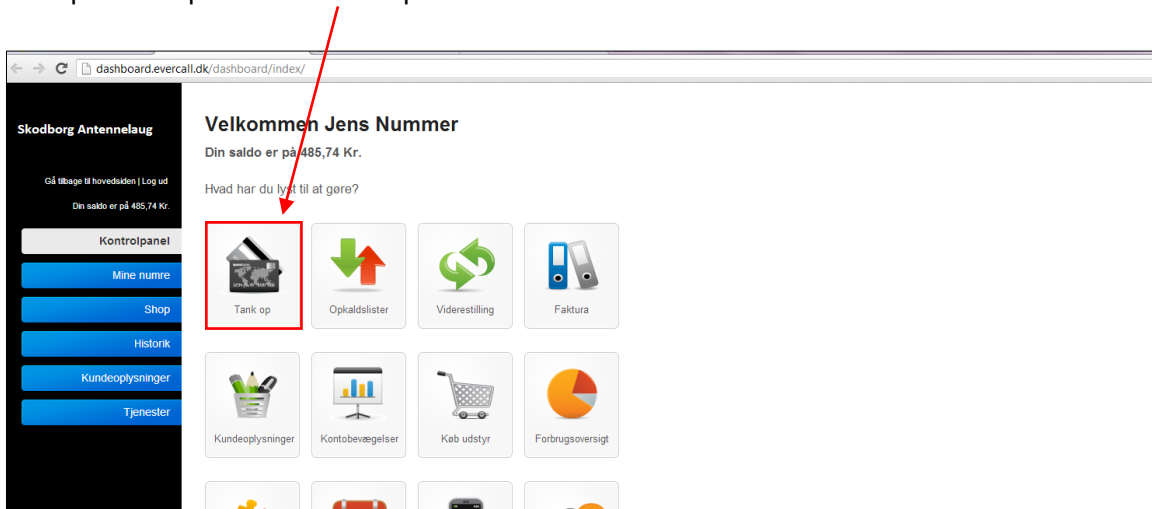 dashboard.evercall.dk/dashboard/index/
Skodborg Antennelaug
Gå tilbage til hovedsiden | Log ud
Din saldo er på 485,74 Kr.
Kontrolpanel
Mine numre
Shop
Historik
Kundeoplysninger
Tjenester
Velkommen Jens Nummer
Din saldo er på 485,74 Kr.
Hvad har du lyst til at gøre?
Tank op
Opkaldslister
Viderestilling
Faktura
Kundeoplysninger
Kontobevægelser
Køb udstyr
Forbrugsoversigt